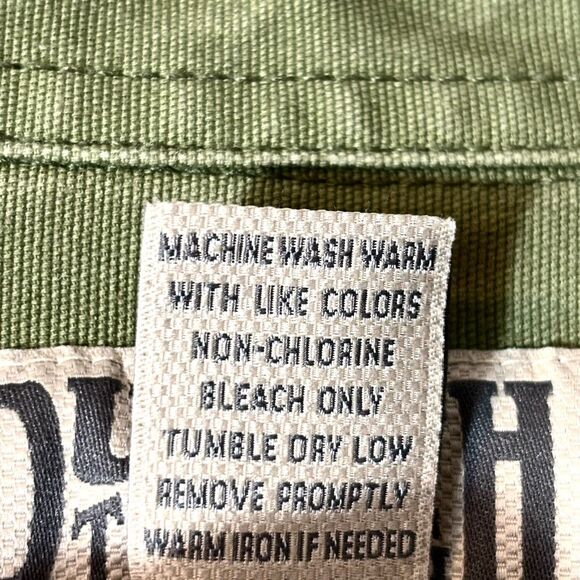 MACHINE WASH WARM
WITH LIKE COLORS
NON-CHLORINE
BLEACH ONLY
TUMBLE DRY LOW
REMOVE PROMPTLY
WARM IRON IF NEEDED